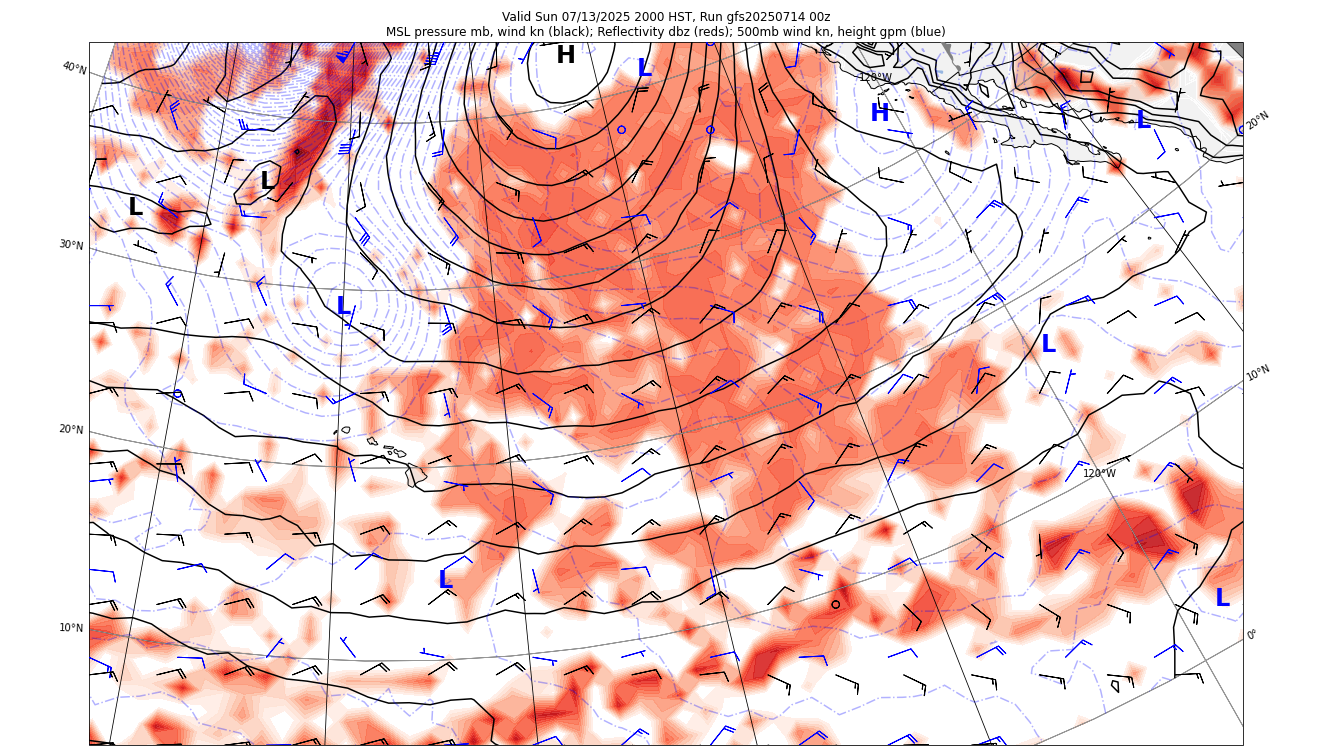 Valid Sun 07/13/2025 2000 HST, Run gfs20250714 00z
MSL pressure mb, wind kn (black); Reflectivity dbz (reds); 500mb wind kn, height gpm (blue)
40°N
H
L
120°W
H
L
20°N
L
L
30°N
L
L
10°N
20°N
120°W
L
L
10°N
0°